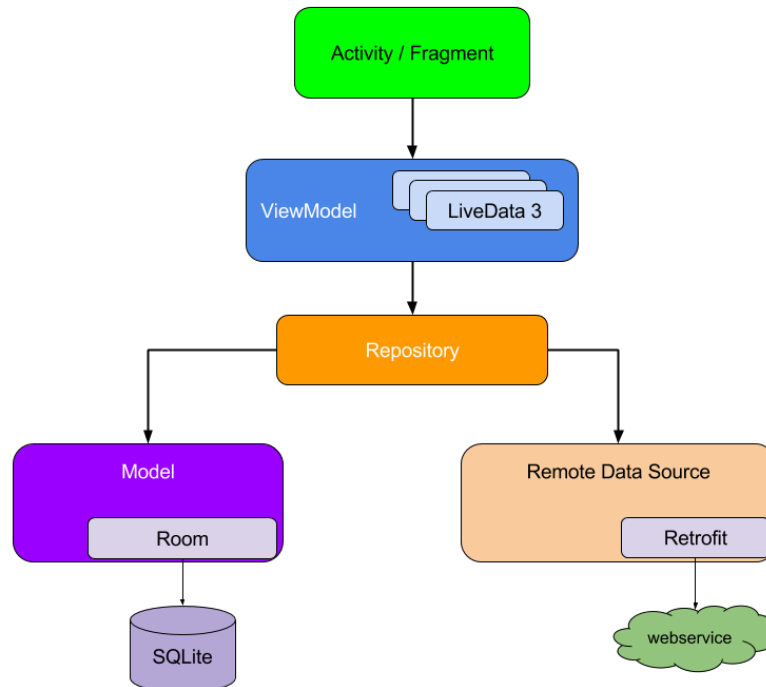 Activity / Fragment
ViewModel
LiveData 3
Repository
Model
Remote Data Source
Room
Retrofit
SQLite
webservice